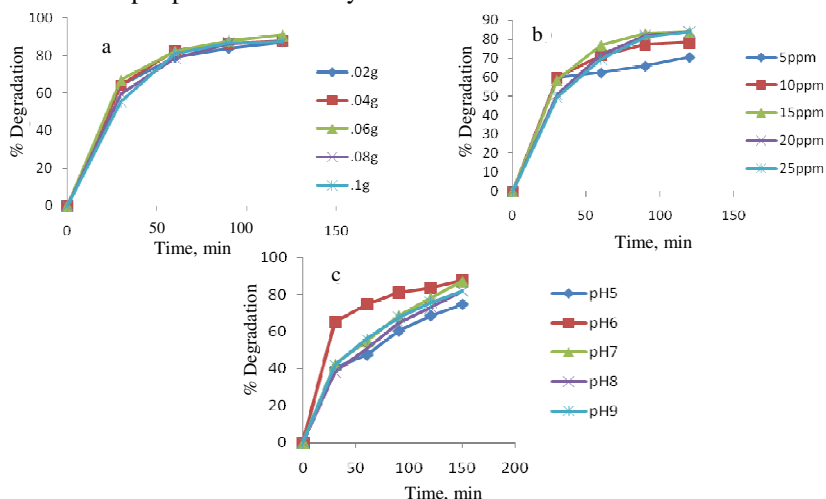 a
100
80
60
40
20
0
% Degradation
0
50
100
150
Time, min
.02g
.04g
.06g
.08g
.1g
b
90
80
70
60
50
40
30
20
10
0
% Degradation
0
50
100
150
Time, min
5ppm
10ppm
15ppm
20ppm
25ppm
c
100
80
60
40
20
0
% Degradation
0
50
100
150
200
Time, min
pH5
pH6
pH7
pH8
pH9